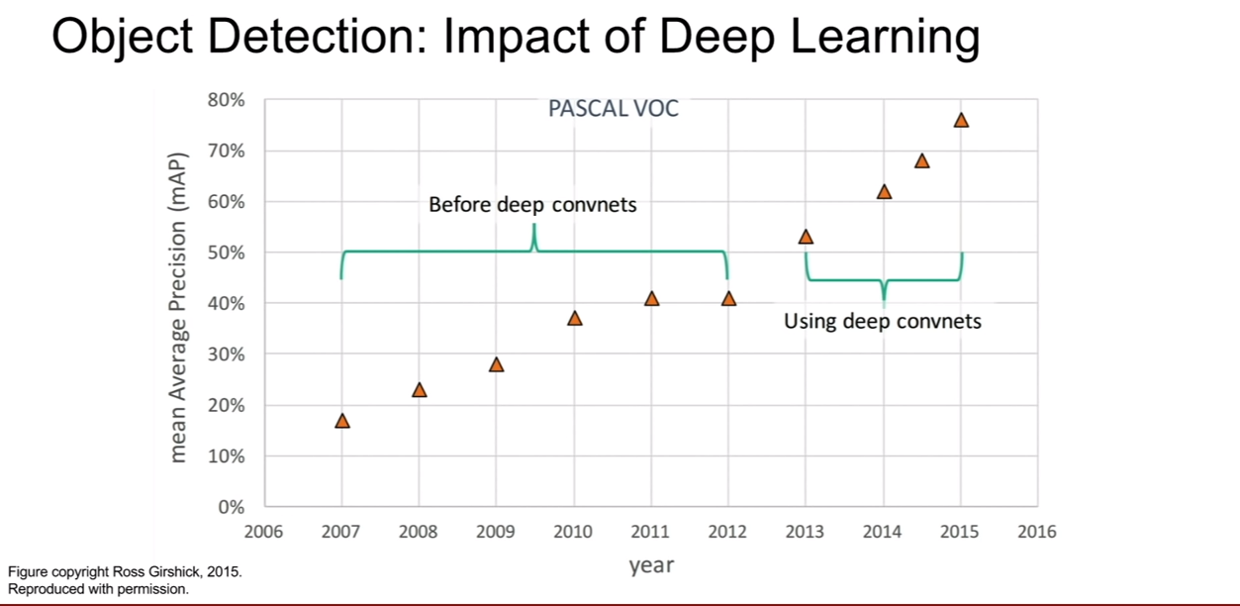 Object Detection: Impact of Deep Learning
PASCAL VOC
80%
70%
60%
50%
40%
30%
20%
10%
0%
mean Average Precision (mAP)
Before deep convnets
Using deep convnets
2006 2007 2008 2009 2010 2011 2012 2013 2014 2015 2016
year
Figure copyright Ross Girshick, 2015.
Reproduced with permission.